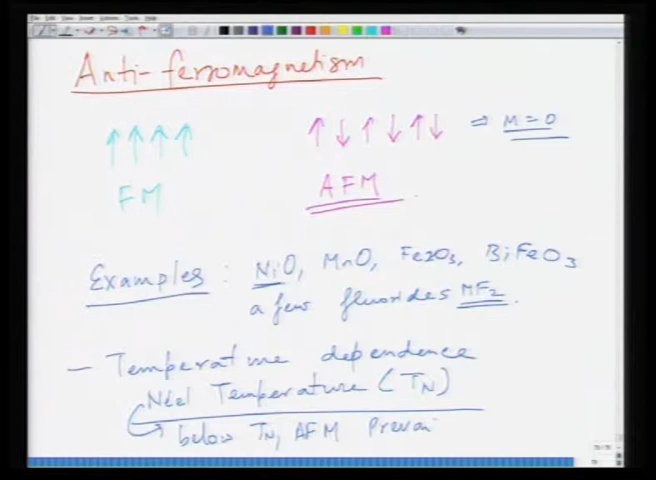 Anti-ferromagnetism
⇒ M = 0
FM
AFM
Examples : NiO, MnO, Fe2O3, BiFeO3
a few fluorides MF2.
- Temperature dependence
Néel Temperature (TN)
below TN, AFM Prevai